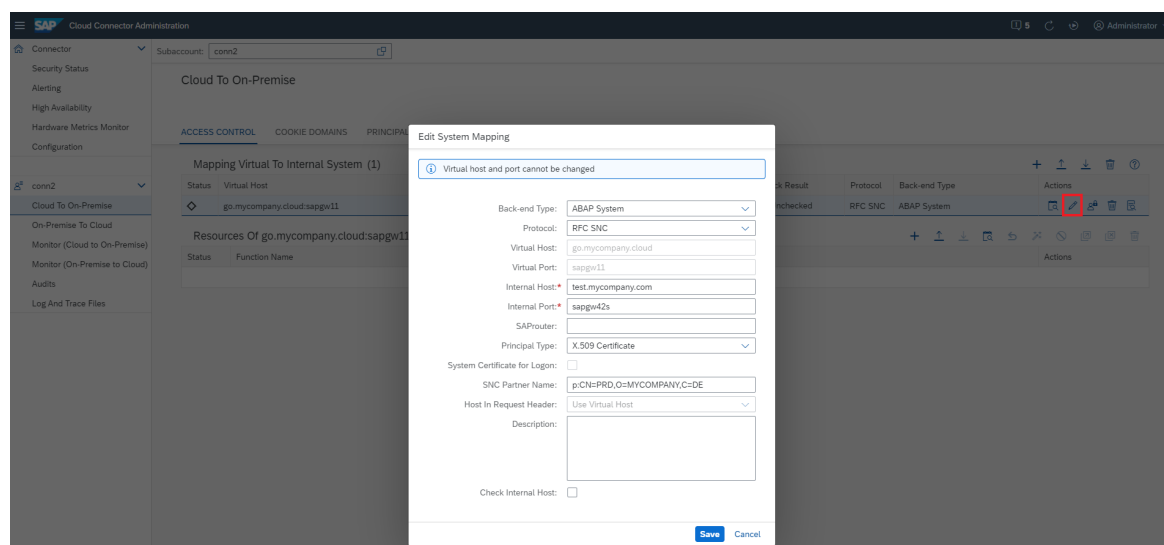 SAP Cloud Connector Administration 5 Administrator
Connector
Security Status
Alerting
High Availability
Hardware Metrics Monitor
Configuration
conn2
Cloud To On-Premise
On-Premise To Cloud
Monitor (Cloud to On-Premise)
Monitor (On-Premise to Cloud)
Audits
Log And Trace Files
Subaccount: conn2
Cloud To On-Premise
ACCESS CONTROL COOKIE DOMAINS PRINCIPAL
Mapping Virtual To Internal System (1)
Status Virtual Host ck Result Protocol Back-end Type Actions
go.mycompany.cloud:sapgw11 nchecked RFC SNC ABAP System
Resources Of go.mycompany.cloud:sapgw11
Status Function Name Actions
Edit System Mapping
Virtual host and port cannot be changed
Back-end Type: ABAP System
Protocol: RFC SNC
Virtual Host: go.mycompany.cloud
Virtual Port: sapgw11
Internal Host:* test.mycompany.com
Internal Port:* sapgw42s
SAProuter:
Principal Type: X.509 Certificate
System Certificate for Logon:
SNC Partner Name: p:CN=PRD,O=MYCOMPANY,C=DE
Host In Request Header: Use Virtual Host
Description:
Check Internal Host:
Save Cancel